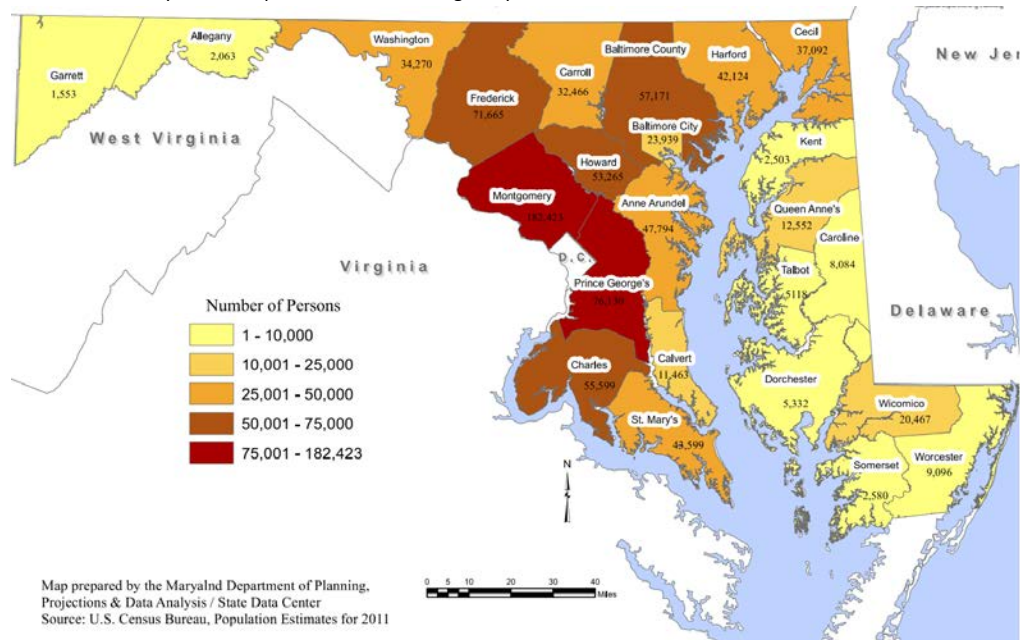 Allegany
2,063
Garrett
1,553
Washington
34,270
Frederick
71,665
Carroll
32,466
Baltimore County
57,171
Baltimore City
23,939
Harford
42,124
Cecil
37,092
New Jer
West Virginia
Howard
53,265
Kent
2,503
Montgomery
182,423
Anne Arundel
47,794
Queen Anne's
12,552
Caroline
8,084
Virginia
D.C.
Talbot
5118
Prince George's
Delaware
Number of Persons
1 - 10,000
10,001 - 25,000
25,001 - 50,000
50,001 - 75,000
75,001 - 182,423
Charles
55,599
Calvert
11,463
Dorchester
5,332
Wicomico
20,467
St. Mary's
43,599
Somerset
2,580
Worcester
9,096
N
Map prepared by the Maryalnd Department of Planning,
Projections & Data Analysis / State Data Center
Source: U.S. Census Bureau, Population Estimates for 2011
0 5 10 20 30 40
Miles